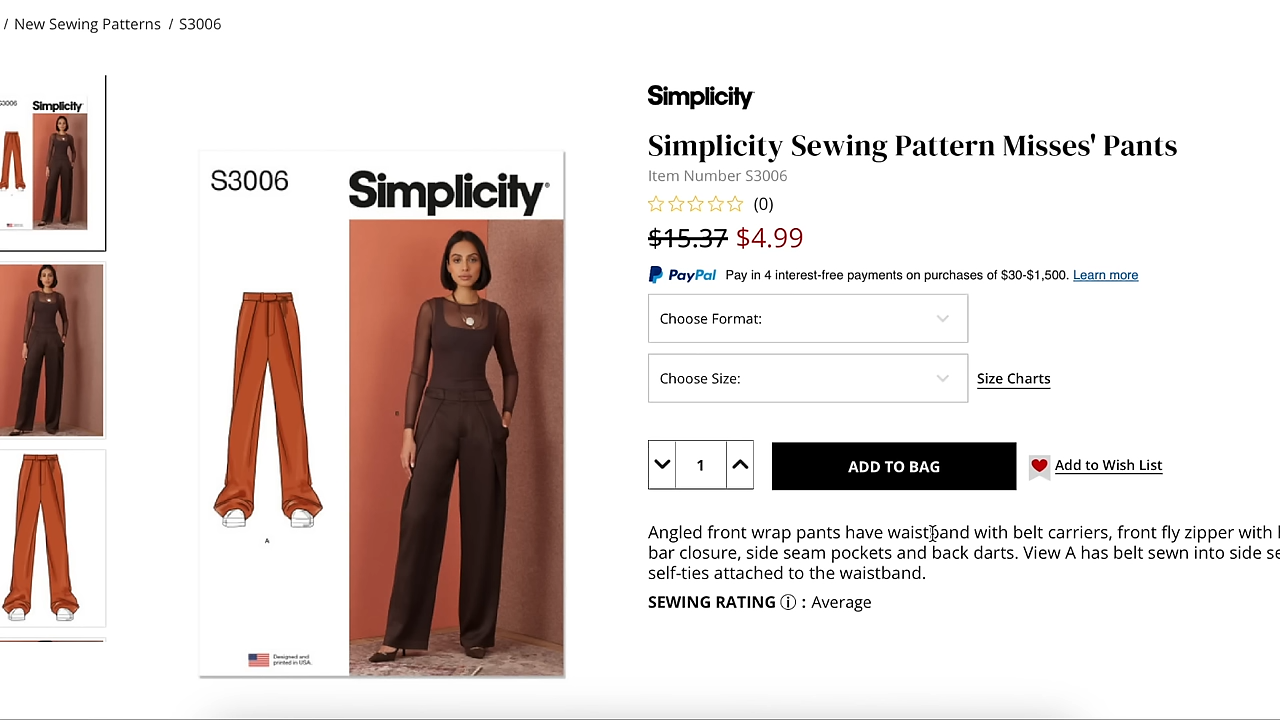 / New Sewing Patterns / S3006
S3006
Simplicity
Simplicity
Simplicity Sewing Pattern Misses' Pants
Item Number S3006
(0)
$15.37 $4.99
PayPal Pay in 4 interest-free payments on purchases of $30-$1,500. Learn more
Choose Format:
Choose Size:
Size Charts
1
ADD TO BAG
Add to Wish List
Angled front wrap pants have waistband with belt carriers, front fly zipper with
bar closure, side seam pockets and back darts. View A has belt sewn into side
self-ties attached to the waistband.
SEWING RATING ⓘ : Average
S3006
Simplicity®
B
A
Designed and
printed in USA.